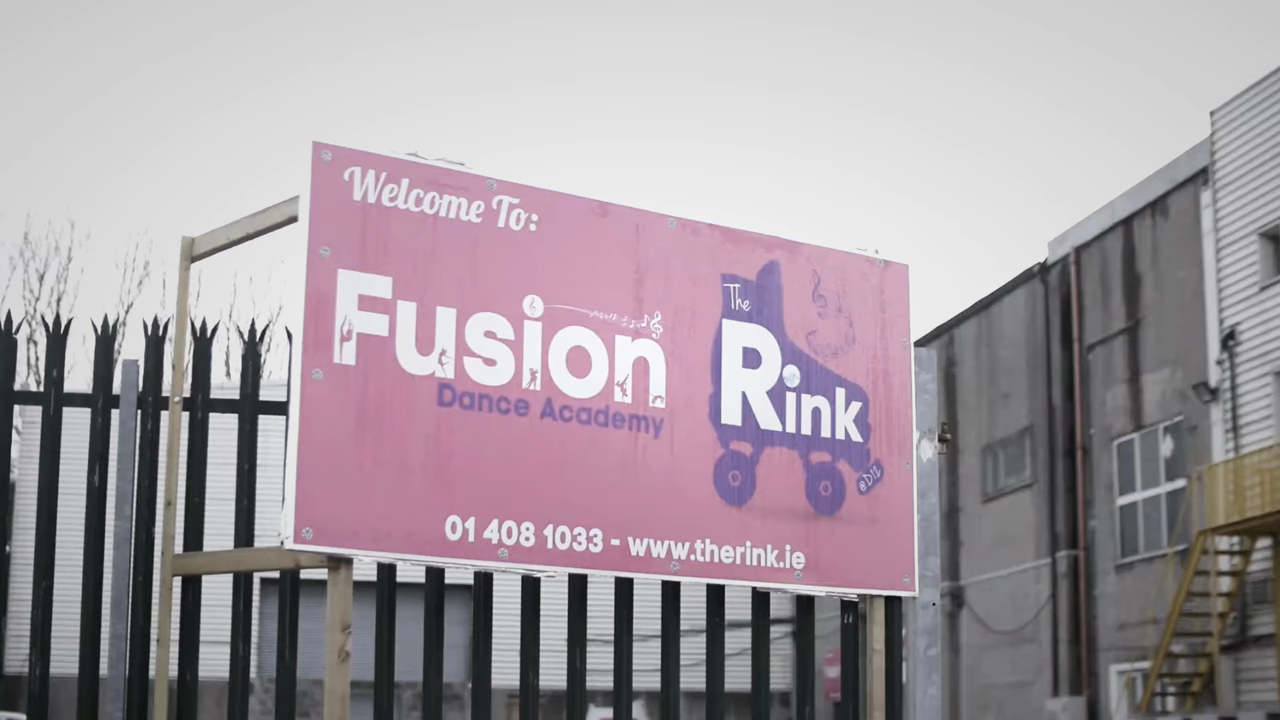 Welcome To:
Fusion
Dance Academy
The
Rink
@D12
01 408 1033 - www.therink.ie